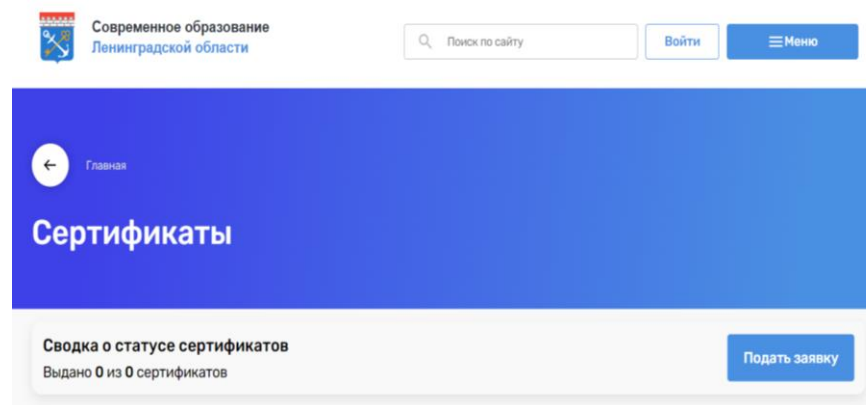 Современное образование
Ленинградской области
Поиск по сайту
Войти
Меню
Главная
Сертификаты
Сводка о статусе сертификатов
Выдано 0 из 0 сертификатов
Подать заявку